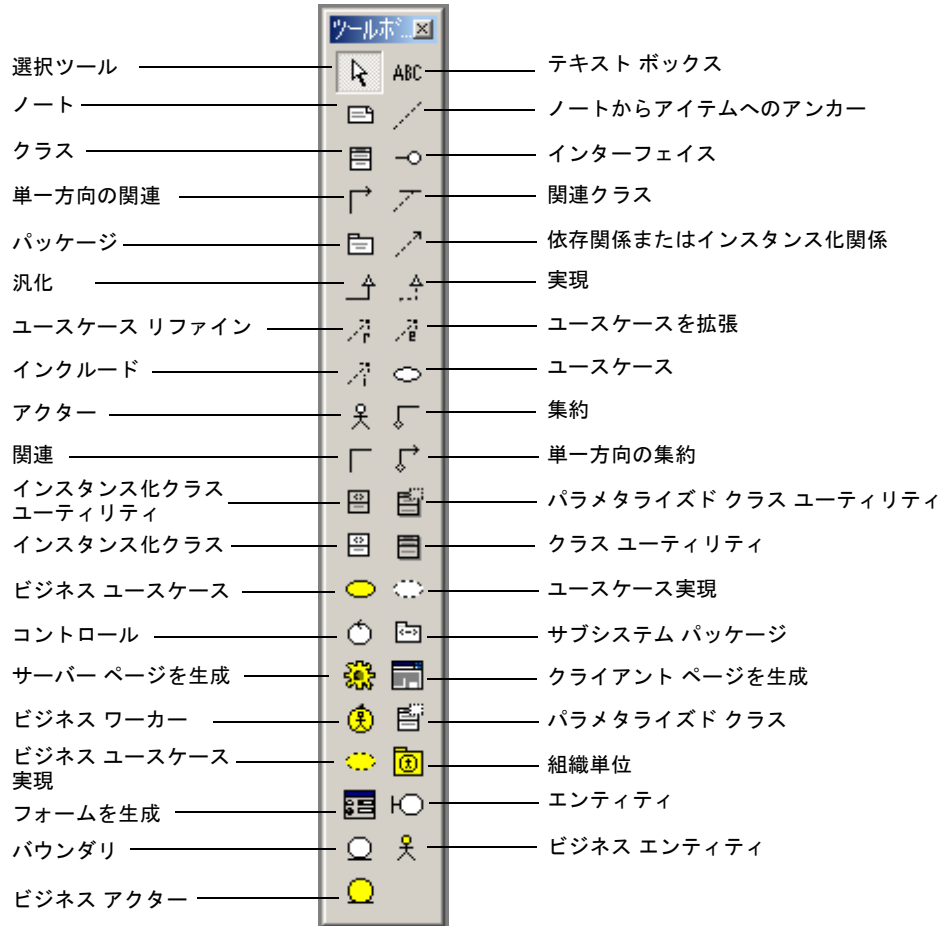 ツールボ...
選択ツール
ABC
テキスト ボックス
ノート
ノートからアイテムへのアンカー
クラス
インターフェイス
単一方向の関連
関連クラス
パッケージ
依存関係またはインスタンス化関係
汎化
実現
ユースケース リファイン
r
e
ユースケースを拡張
インクルード
i
ユースケース
アクター
集約
関連
単一方向の集約
インスタンス化クラス
ユーティリティ
パラメタライズド クラス ユーティリティ
インスタンス化クラス
クラス ユーティリティ
ビジネス ユースケース
ユースケース実現
コントロール
サブシステム パッケージ
サーバー ページを生成
クライアント ページを生成
ビジネス ワーカー
パラメタライズド クラス
ビジネス ユースケース
実現
組織単位
フォームを生成
エンティティ
バウンダリ
ビジネス エンティティ
ビジネス アクター